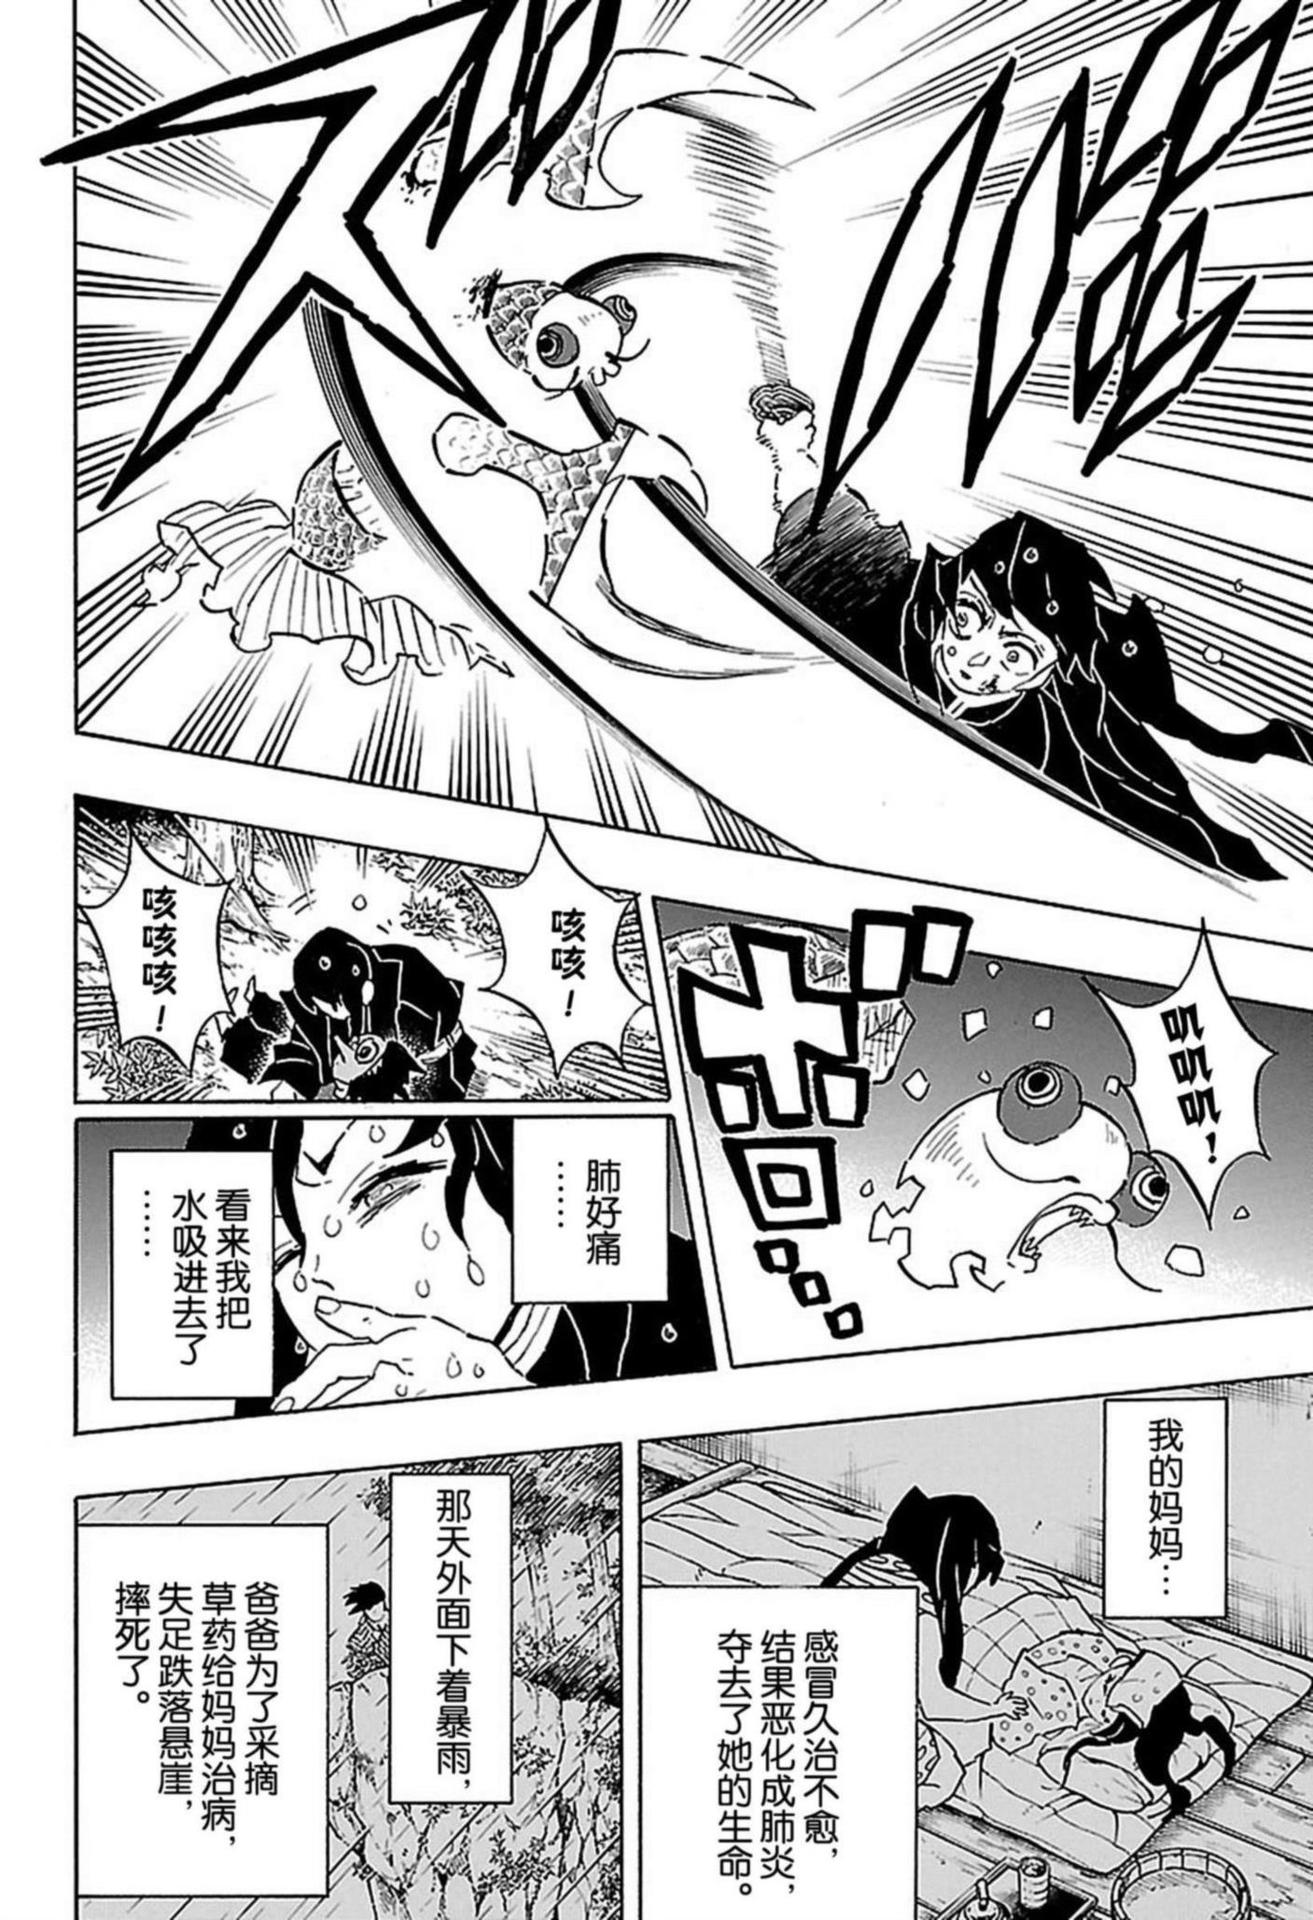 咳咳！
咳咳咳！
肺好痛
……
看来我把
水吸进去了
……
我的妈妈…
感冒久治不愈，
结果恶化成肺炎，
夺去了她的生命。
那天外面下着暴雨，
爸爸为了采摘
草药给妈妈治病，
失足跌落悬崖，
摔死了。